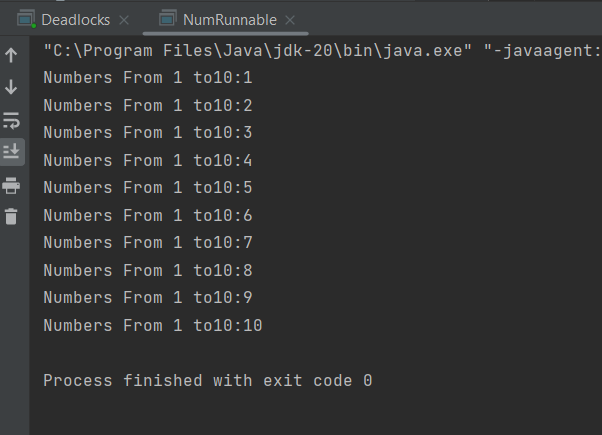 Deadlocks NumRunnable
"C:\Program Files\Java\jdk-20\bin\java.exe" "-javaagent:
Numbers From 1 to10:1
Numbers From 1 to10:2
Numbers From 1 to10:3
Numbers From 1 to10:4
Numbers From 1 to10:5
Numbers From 1 to10:6
Numbers From 1 to10:7
Numbers From 1 to10:8
Numbers From 1 to10:9
Numbers From 1 to10:10
Process finished with exit code 0